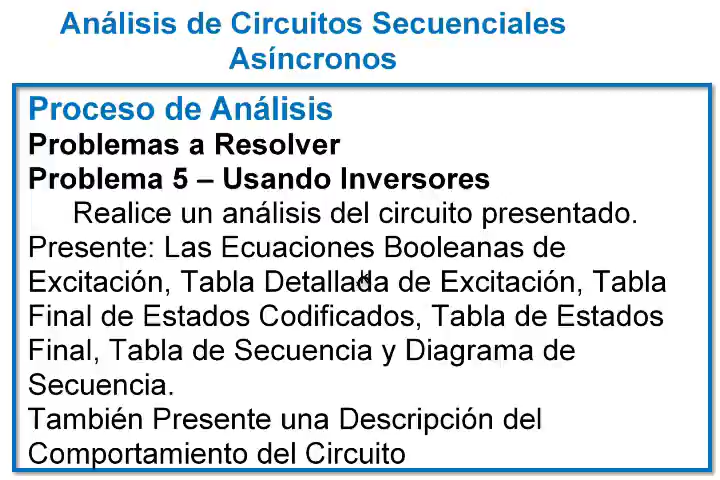 Análisis de Circuitos Secuenciales
Asíncronos
Proceso de Análisis
Problemas a Resolver
Problema 5 – Usando Inversores
Realice un análisis del circuito presentado.
Presente: Las Ecuaciones Booleanas de
Excitación, Tabla Detallada de Excitación, Tabla
Final de Estados Codificados, Tabla de Estados
Final, Tabla de Secuencia y Diagrama de
Secuencia.
También Presente una Descripción del
Comportamiento del Circuito